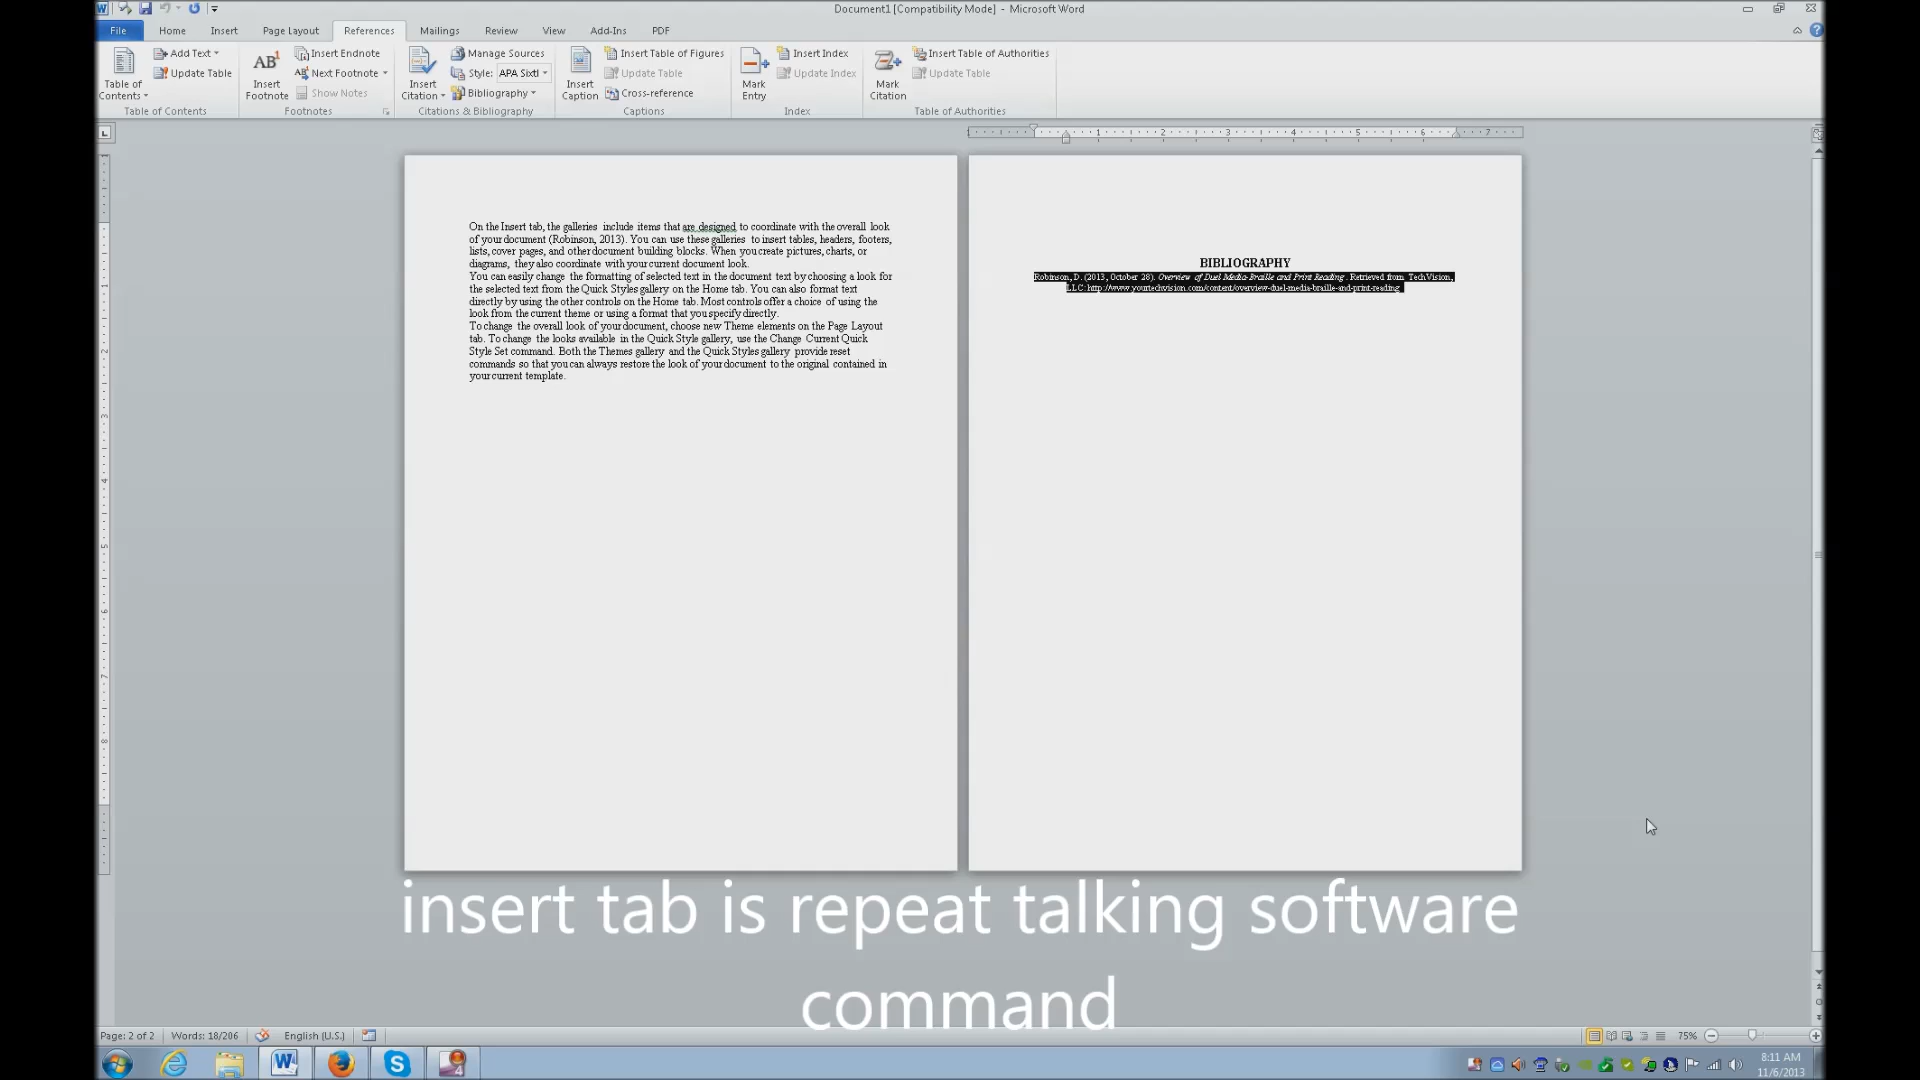 Document1 [Compatibility Mode] - Microsoft Word
File Home Insert Page Layout References Mailings Review View Add-Ins PDF
Table of Contents
Add Text
Update Table
Table of Contents
AB1
Insert Footnote
Insert Endnote
Next Footnote
Show Notes
Footnotes
Insert Citation
Manage Sources
Style: APA Sixtl
Bibliography
Citations & Bibliography
Insert Caption
Insert Table of Figures
Update Table
Cross-reference
Captions
Mark Entry
Insert Index
Update Index
Index
Mark Citation
Insert Table of Authorities
Update Table
Table of Authorities
1 2 3 4 5 6 7
On the Insert tab, the galleries include items that are designed to coordinate with the overall look
of your document (Robinson, 2013). You can use these galleries to insert tables, headers, footers,
lists, cover pages, and other document building blocks. When you create pictures, charts, or
diagrams, they also coordinate with your current document look.
You can easily change the formatting of selected text in the document text by choosing a look for
the selected text from the Quick Styles gallery on the Home tab. You can also format text
directly by using the other controls on the Home tab. Most controls offer a choice of using the
look from the current theme or using a format that you specify directly.
To change the overall look of your document, choose new Theme elements on the Page Layout
tab. To change the looks available in the Quick Style gallery, use the Change Current Quick
Style Set command. Both the Themes gallery and the Quick Styles gallery provide reset
commands so that you can always restore the look of your document to the original contained in
your current template.
BIBLIOGRAPHY
Robinson, D. (2013, October 28). Overview of Duel Media-Braille and Print Reading . Retrieved from TechVision,
LLC: http://www.yourtechvision.com/content/overview-duel-media-braille-and-print-reading
insert tab is repeat talking software
command
Page: 2 of 2 Words: 18/206 English (U.S.) 75%
8:11 AM
11/6/2013